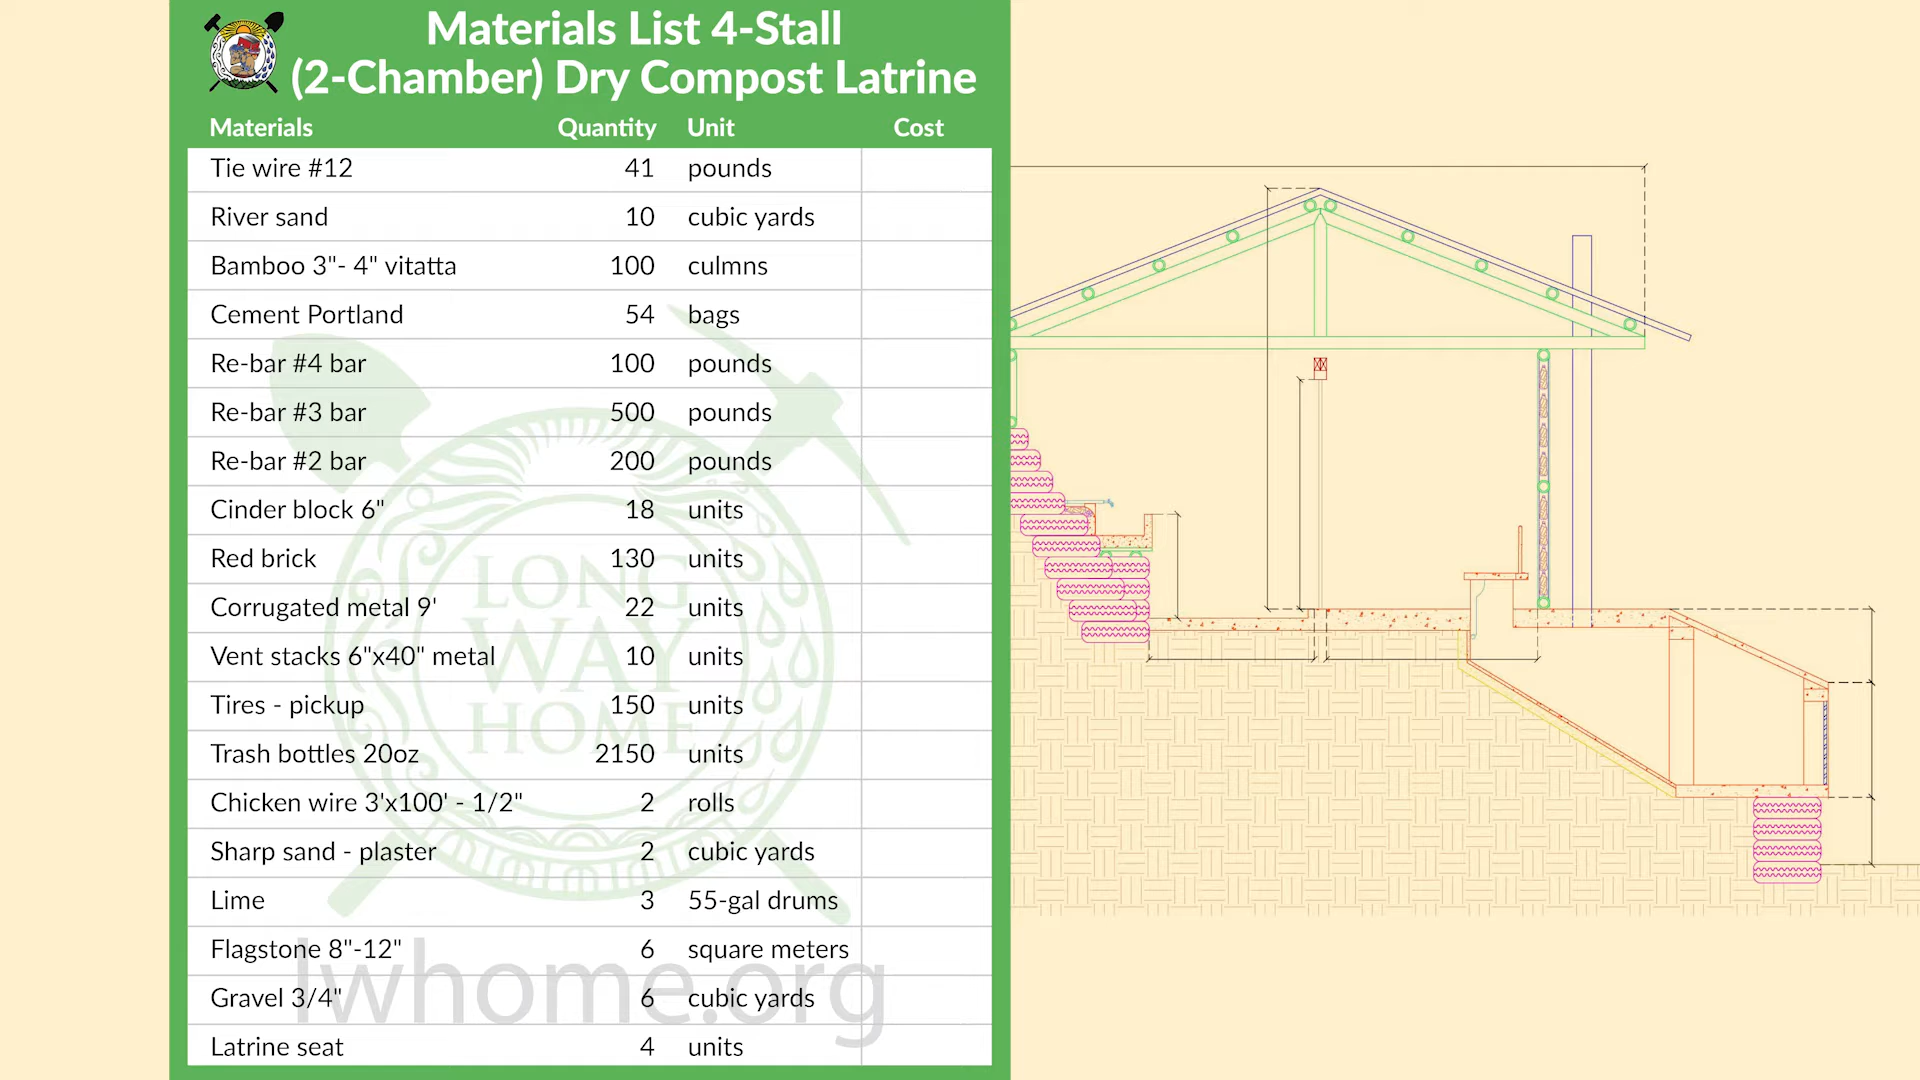 Materials List 4-Stall
(2-Chamber) Dry Compost Latrine
Materials Quantity Unit Cost
Tie wire #12 41 pounds
River sand 10 cubic yards
Bamboo 3"- 4" vitatta 100 culmns
Cement Portland 54 bags
Re-bar #4 bar 100 pounds
Re-bar #3 bar 500 pounds
Re-bar #2 bar 200 pounds
Cinder block 6" 18 units
Red brick 130 units
Corrugated metal 9' 22 units
Vent stacks 6"x40" metal 10 units
Tires - pickup 150 units
Trash bottles 20oz 2150 units
Chicken wire 3'x100' - 1/2" 2 rolls
Sharp sand - plaster 2 cubic yards
Lime 3 55-gal drums
Flagstone 8"-12" 6 square meters
Gravel 3/4" 6 cubic yards
Latrine seat 4 units
LONG
WAY
HOME
lwhome.org